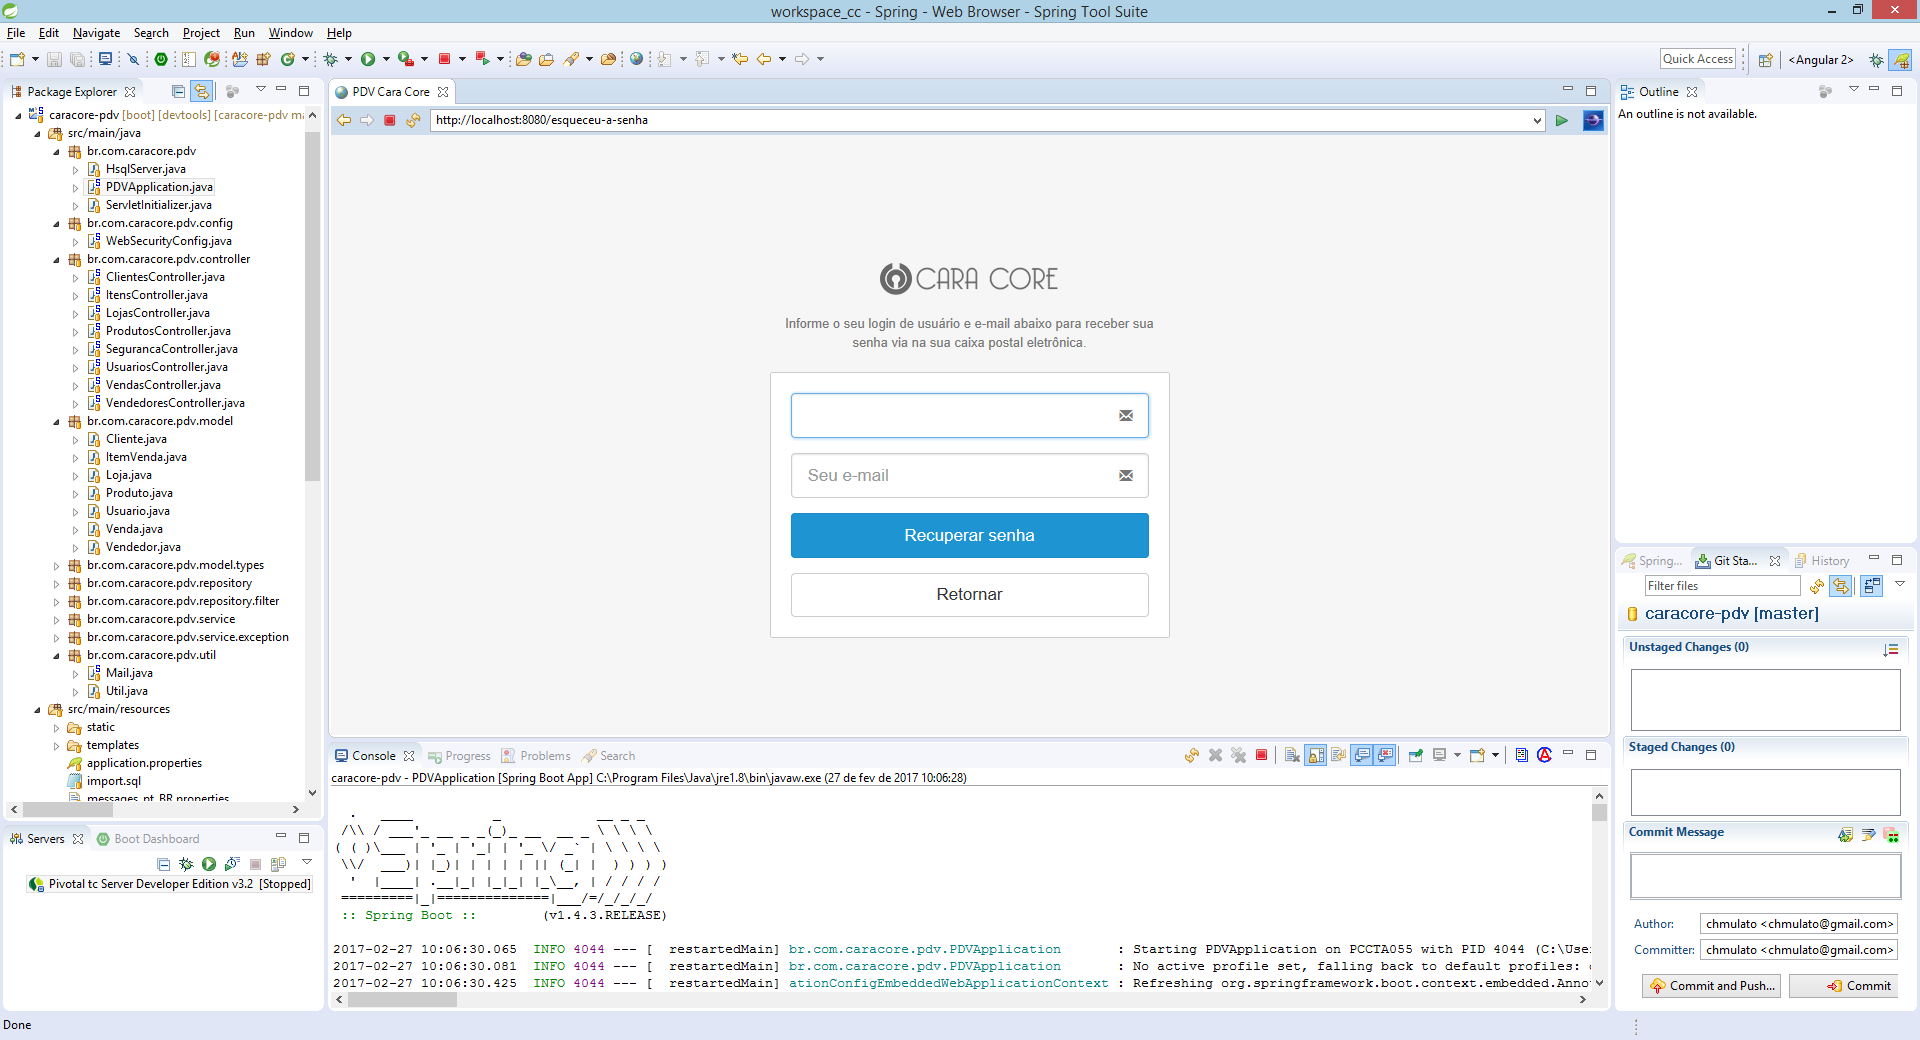 workspace_cc - Spring - Web Browser - Spring Tool Suite
File Edit Navigate Search Project Run Window Help
Quick Access
<Angular 2>
Package Explorer
caracore-pdv [boot] [devtools] [caracore-pdv
src/main/java
br.com.caracore.pdv
HsqlServer.java
PDVApplication.java
ServletInitializer.java
br.com.caracore.pdv.config
WebSecurityConfig.java
br.com.caracore.pdv.controller
ClientesController.java
ItensController.java
LojasController.java
ProdutosController.java
SegurancaController.java
UsuariosController.java
VendasController.java
VendedoresController.java
br.com.caracore.pdv.model
Cliente.java
ItemVenda.java
Loja.java
Produto.java
Usuario.java
Venda.java
Vendedor.java
br.com.caracore.pdv.model.types
br.com.caracore.pdv.repository
br.com.caracore.pdv.repository.filter
br.com.caracore.pdv.service
br.com.caracore.pdv.service.exception
br.com.caracore.pdv.util
Mail.java
Util.java
src/main/resources
static
templates
application.properties
import.sql
messages_pt_BR.properties
Servers Boot Dashboard
Pivotal tc Server Developer Edition v3.2 [Stopped]
Done
PDV Cara Core
http://localhost:8080/esqueceu-a-senha
CARA CORE
Informe o seu login de usuário e e-mail abaixo para receber sua
senha via na sua caixa postal eletrônica.
Seu e-mail
Recuperar senha
Retornar
Console Progress Problems Search
caracore-pdv - PDVApplication [Spring Boot App] C:\Program Files\Java\jre1.8\bin\javaw.exe (27 de fev de 2017 10:06:28)
:: Spring Boot :: (v1.4.3.RELEASE)
2017-02-27 10:06:30.065 INFO 4044 --- [ restartedMain] br.com.caracore.pdv.PDVApplication : Starting PDVApplication on PCCTA055 with PID 4044 (C:\Use
2017-02-27 10:06:30.081 INFO 4044 --- [ restartedMain] br.com.caracore.pdv.PDVApplication : No active profile set, falling back to default profiles:
2017-02-27 10:06:30.425 INFO 4044 --- [ restartedMain] ationConfigEmbeddedWebApplicationContext : Refreshing org.springframework.boot.context.embedded.Anno
Outline
An outline is not available.
Spring... Git Sta... History
Filter files
caracore-pdv [master]
Unstaged Changes (0)
Staged Changes (0)
Commit Message
Author: chmulato <chmulato@gmail.com>
Committer: chmulato <chmulato@gmail.com>
Commit and Push... Commit